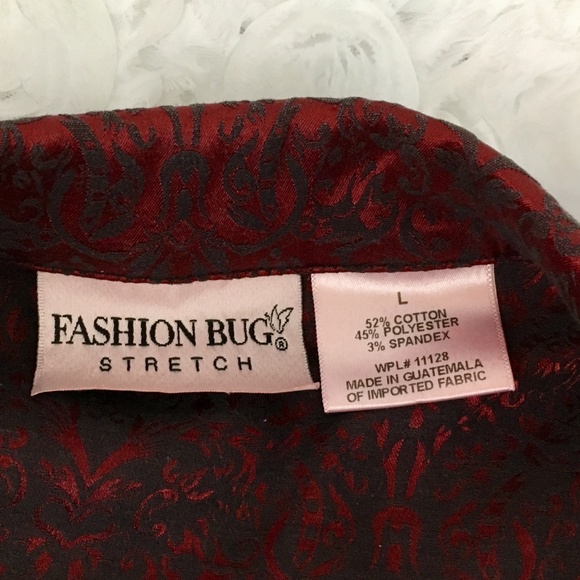 FASHION BUG®
STRETCH
L
52% COTTON
45% POLYESTER
3% SPANDEX
WPL# 11128
MADE IN GUATEMALA
OF IMPORTED FABRIC